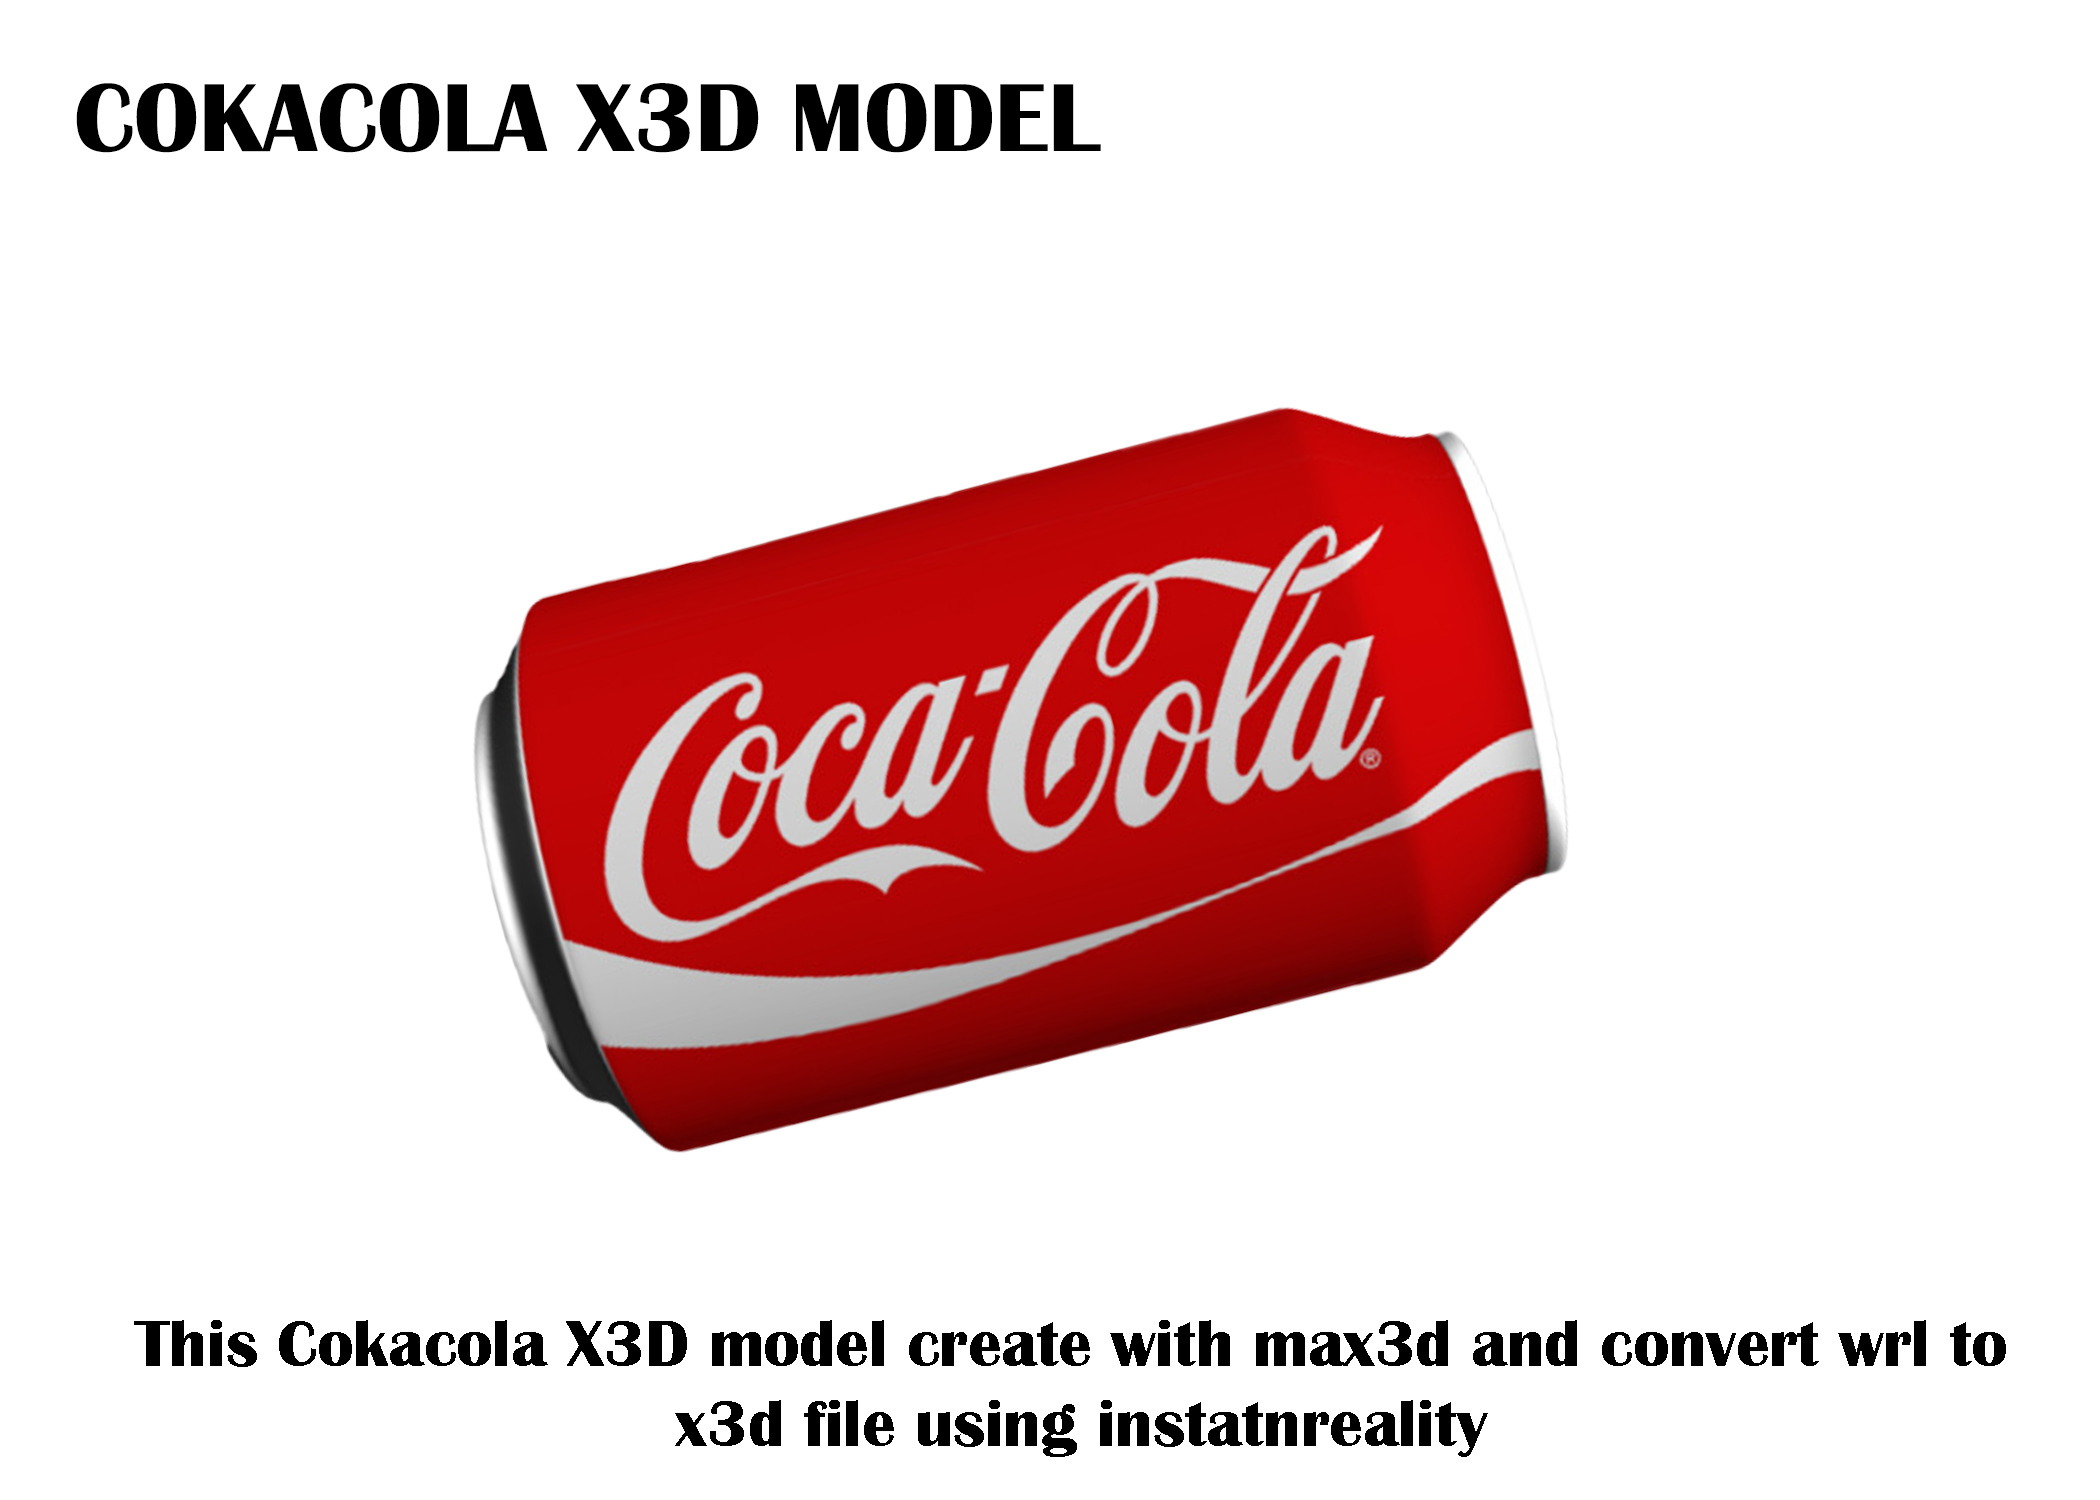 COKACOLA X3D MODEL
Coca-Cola®
This Cokacola X3D model create with max3d and convert wrl to
x3d file using instatnreality